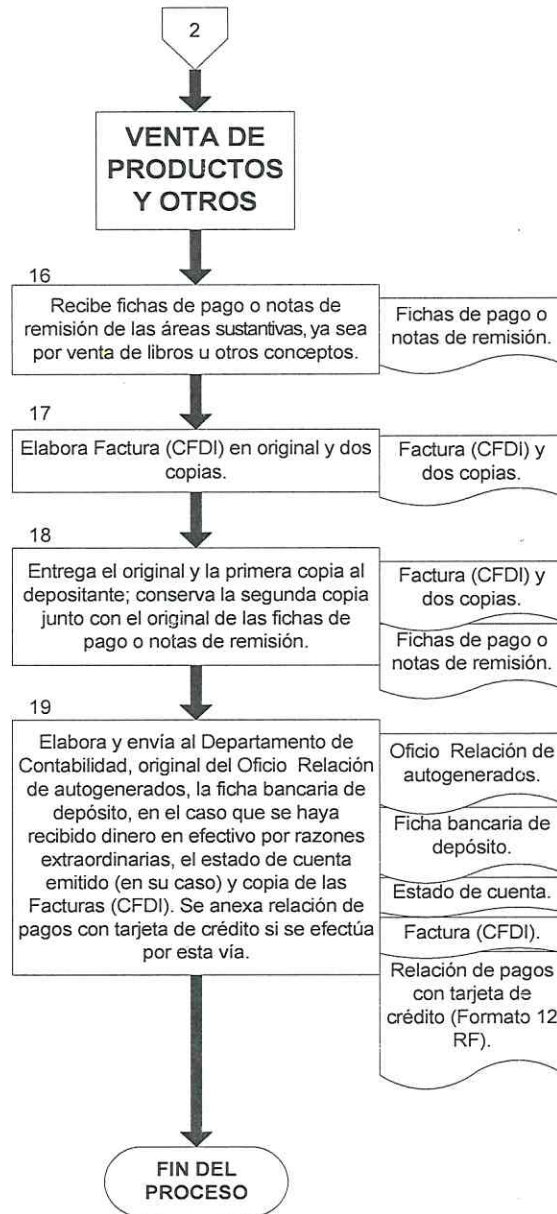 2
VENTA DE
PRODUCTOS
Y OTROS
16
Recibe fichas de pago o notas de
remisión de las áreas sustantivas, ya sea
por venta de libros u otros conceptos.
Fichas de pago o
notas de remisión.
17
Elabora Factura (CFDI) en original y dos
copias.
Factura (CFDI) y
dos copias.
18
Entrega el original y la primera copia al
depositante; conserva la segunda copia
junto con el original de las fichas de
pago o notas de remisión.
Factura (CFDI) y
dos copias.
Fichas de pago o
notas de remisión.
19
Elabora y envía al Departamento de
Contabilidad, original del Oficio Relación
de autogenerados, la ficha bancaria de
depósito, en el caso que se haya
recibido dinero en efectivo por razones
extraordinarias, el estado de cuenta
emitido (en su caso) y copia de las
Facturas (CFDI). Se anexa relación de
pagos con tarjeta de crédito si se efectúa
por esta vía.
Oficio Relación de
autogenerados.
Ficha bancaria de
depósito.
Estado de cuenta.
Factura (CFDI).
Relación de pagos
con tarjeta de
crédito (Formato 12
RF).
FIN DEL
PROCESO